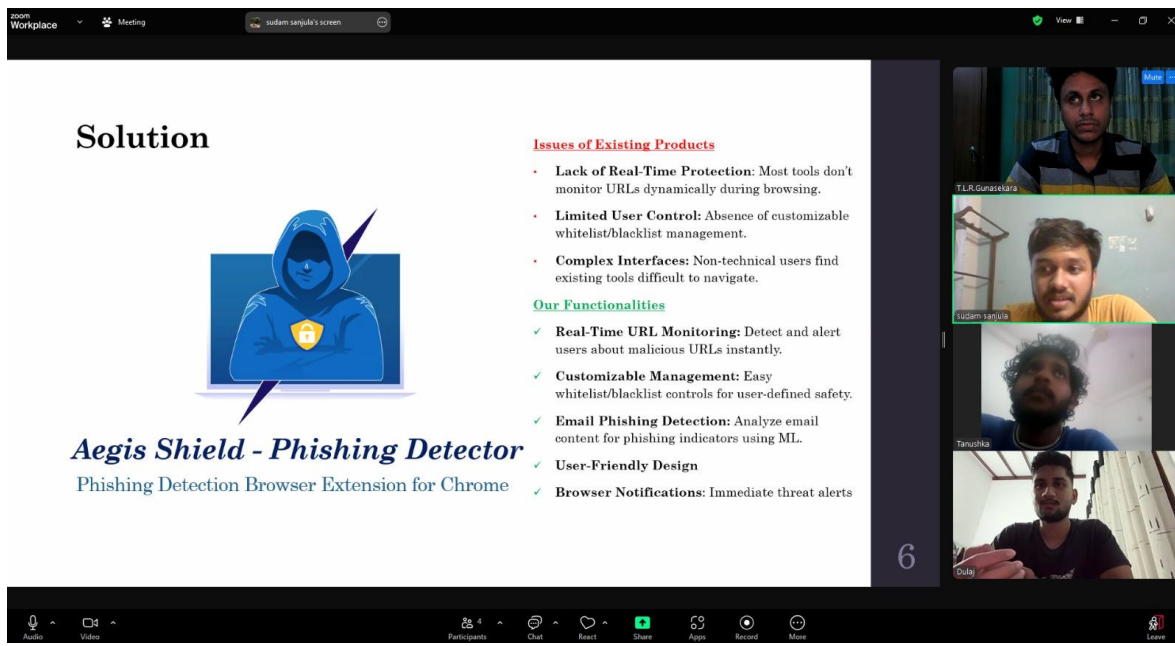 zoom
Workplace
Meeting
sudam sanjula's screen
View
Solution
Aegis Shield - Phishing Detector
Phishing Detection Browser Extension for Chrome
Issues of Existing Products
• Lack of Real-Time Protection: Most tools don't
monitor URLs dynamically during browsing.
• Limited User Control: Absence of customizable
whitelist/blacklist management.
• Complex Interfaces: Non-technical users find
existing tools difficult to navigate.
Our Functionalities
✓ Real-Time URL Monitoring: Detect and alert
users about malicious URLs instantly.
✓ Customizable Management: Easy
whitelist/blacklist controls for user-defined safety.
✓ Email Phishing Detection: Analyze email
content for phishing indicators using ML.
✓ User-Friendly Design
✓ Browser Notifications: Immediate threat alerts
6
Mute
T.L.R.Gunasekara
sudam sanjula
Tanushka
Dulaj
Audio
Video
4
Participants
Chat
React
Share
Apps
Record
More
Leave